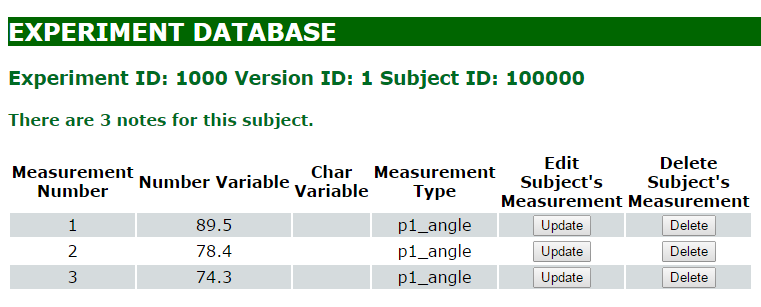 EXPERIMENT DATABASE
Experiment ID: 1000 Version ID: 1 Subject ID: 100000
There are 3 notes for this subject.
Measurement Number Number Variable Char Variable Measurement Type Edit Subject's Measurement Delete Subject's Measurement
1 89.5 p1_angle Update Delete
2 78.4 p1_angle Update Delete
3 74.3 p1_angle Update Delete